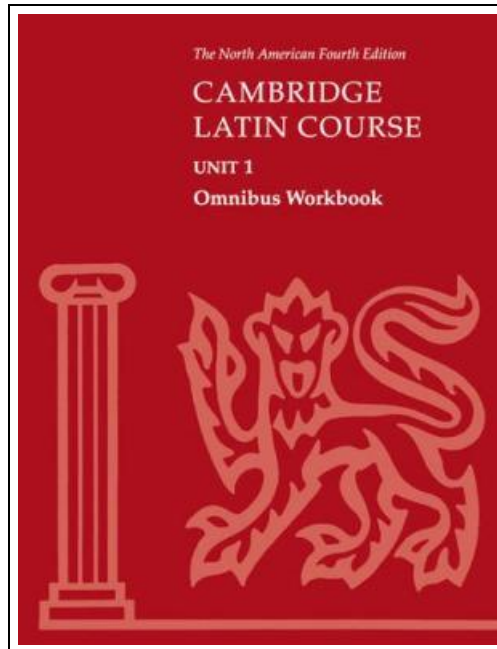 The North American Fourth Edition
CAMBRIDGE
LATIN COURSE
UNIT 1
Omnibus Workbook